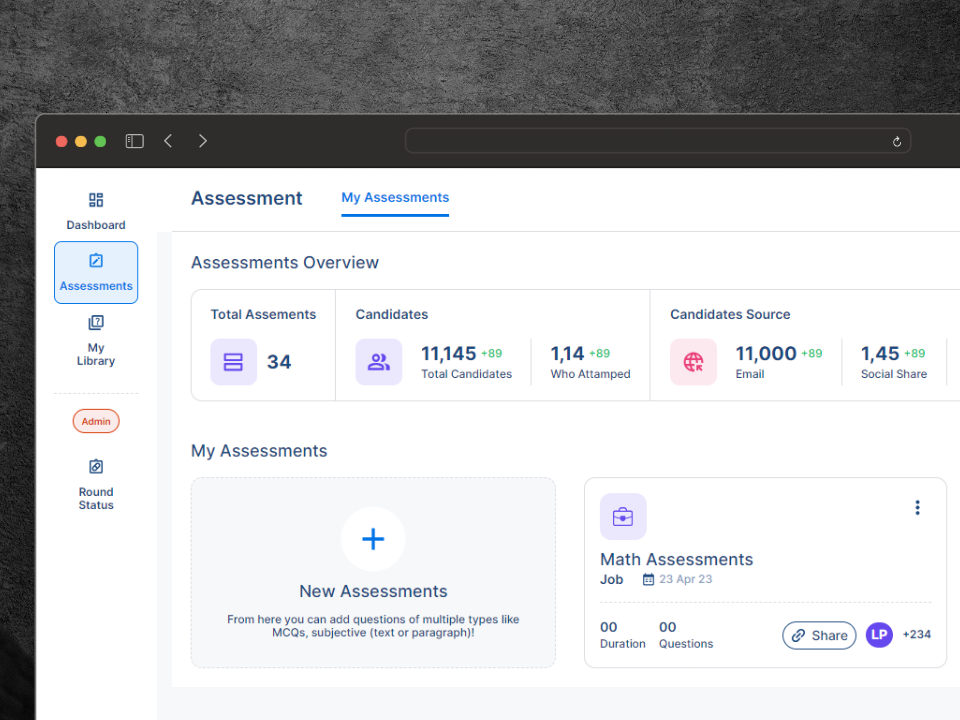 Dashboard
Assessments
My
Library
Admin
Round
Status
Assessment
My Assessments
Assessments Overview
Total Assements
34
Candidates
11,145 +89
Total Candidates
1,14 +89
Who Attamped
Candidates Source
11,000 +89
Email
1,45 +89
Social Share
My Assessments
New Assessments
From here you can add questions of multiple types like
MCQs, subjective (text or paragraph)!
Math Assessments
Job 23 Apr 23
00
Duration
00
Questions
Share
LP
+234